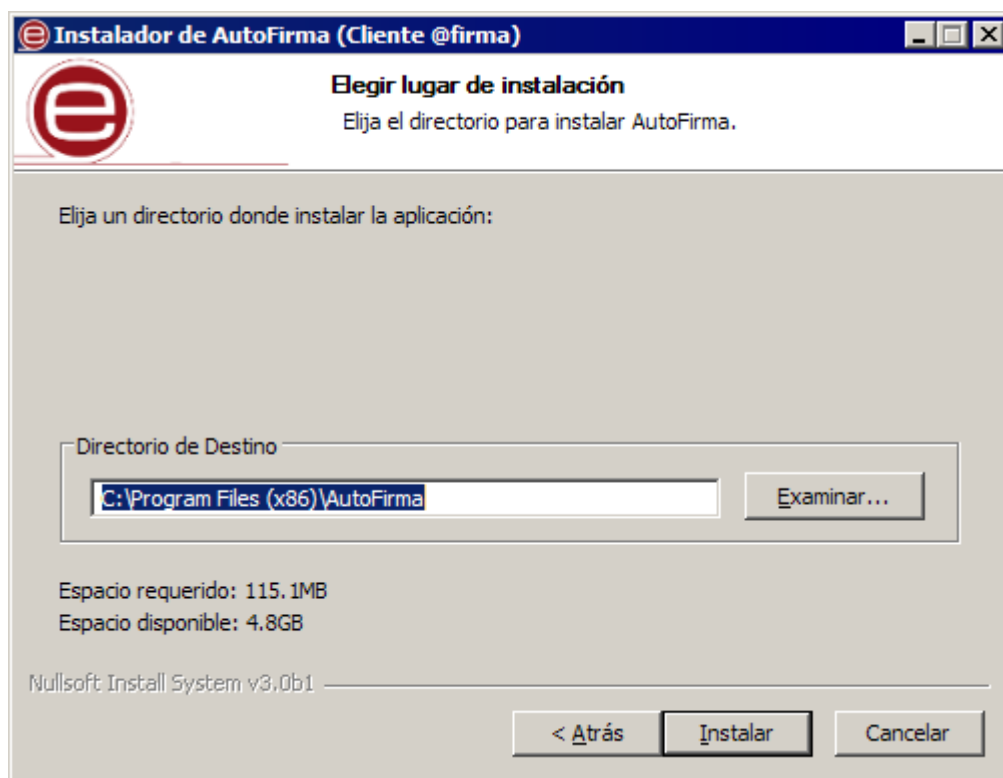 Instalador de AutoFirma (Cliente @firma)
Elegir lugar de instalación
Elija el directorio para instalar AutoFirma.
Elija un directorio donde instalar la aplicación:
Directorio de Destino
C:\Program Files (x86)\AutoFirma
Examinar...
Espacio requerido: 115.1MB
Espacio disponible: 4.8GB
Nullsoft Install System v3.0b1
< Atrás
Instalar
Cancelar